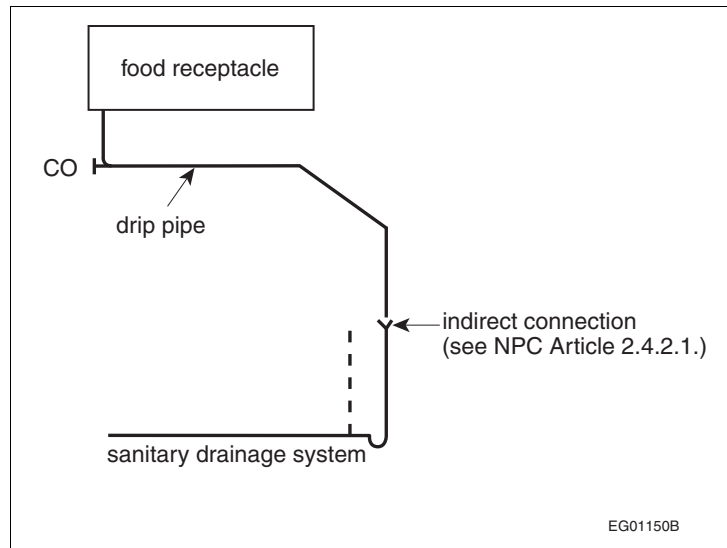 food receptacle
CO
drip pipe
indirect connection
(see NPC Article 2.4.2.1.)
sanitary drainage system
EG01150B